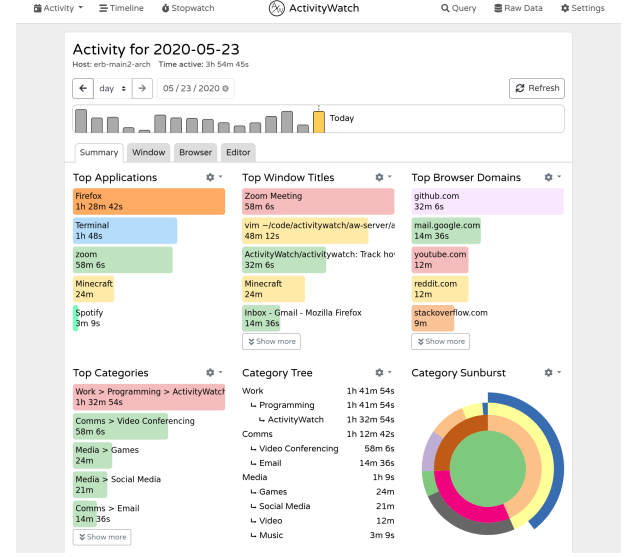 Activity
Timeline
Stopwatch
ActivityWatch
Query
Raw Data
Settings
Activity for 2020-05-23
Host: erb-main2-arch Time active: 3h 54m 45s
day
05 / 23 / 2020
Refresh
Today
Summary
Window
Browser
Editor
Top Applications
Firefox
1h 28m 42s
Terminal
1h 48s
zoom
58m 6s
Minecraft
24m
Spotify
3m 9s
Top Window Titles
Zoom Meeting
58m 6s
vim ~/code/activitywatch/aw-server/a
48m 12s
ActivityWatch/activitywatch: Track ho
32m 6s
Minecraft
24m
Inbox - Gmail - Mozilla Firefox
14m 36s
Show more
Top Browser Domains
github.com
32m 6s
mail.google.com
14m 36s
youtube.com
12m
reddit.com
12m
stackoverflow.com
9m
Show more
Top Categories
Work > Programming > ActivityWatch
1h 32m 54s
Comms > Video Conferencing
58m 6s
Media > Games
24m
Media > Social Media
21m
Comms > Email
14m 36s
Show more
Category Tree
Work 1h 41m 54s
Programming 1h 41m 54s
ActivityWatch 1h 32m 54s
Comms 1h 12m 42s
Video Conferencing 58m 6s
Email 14m 36s
Media 1h 9s
Games 24m
Social Media 21m
Video 12m
Music 3m 9s
Category Sunburst